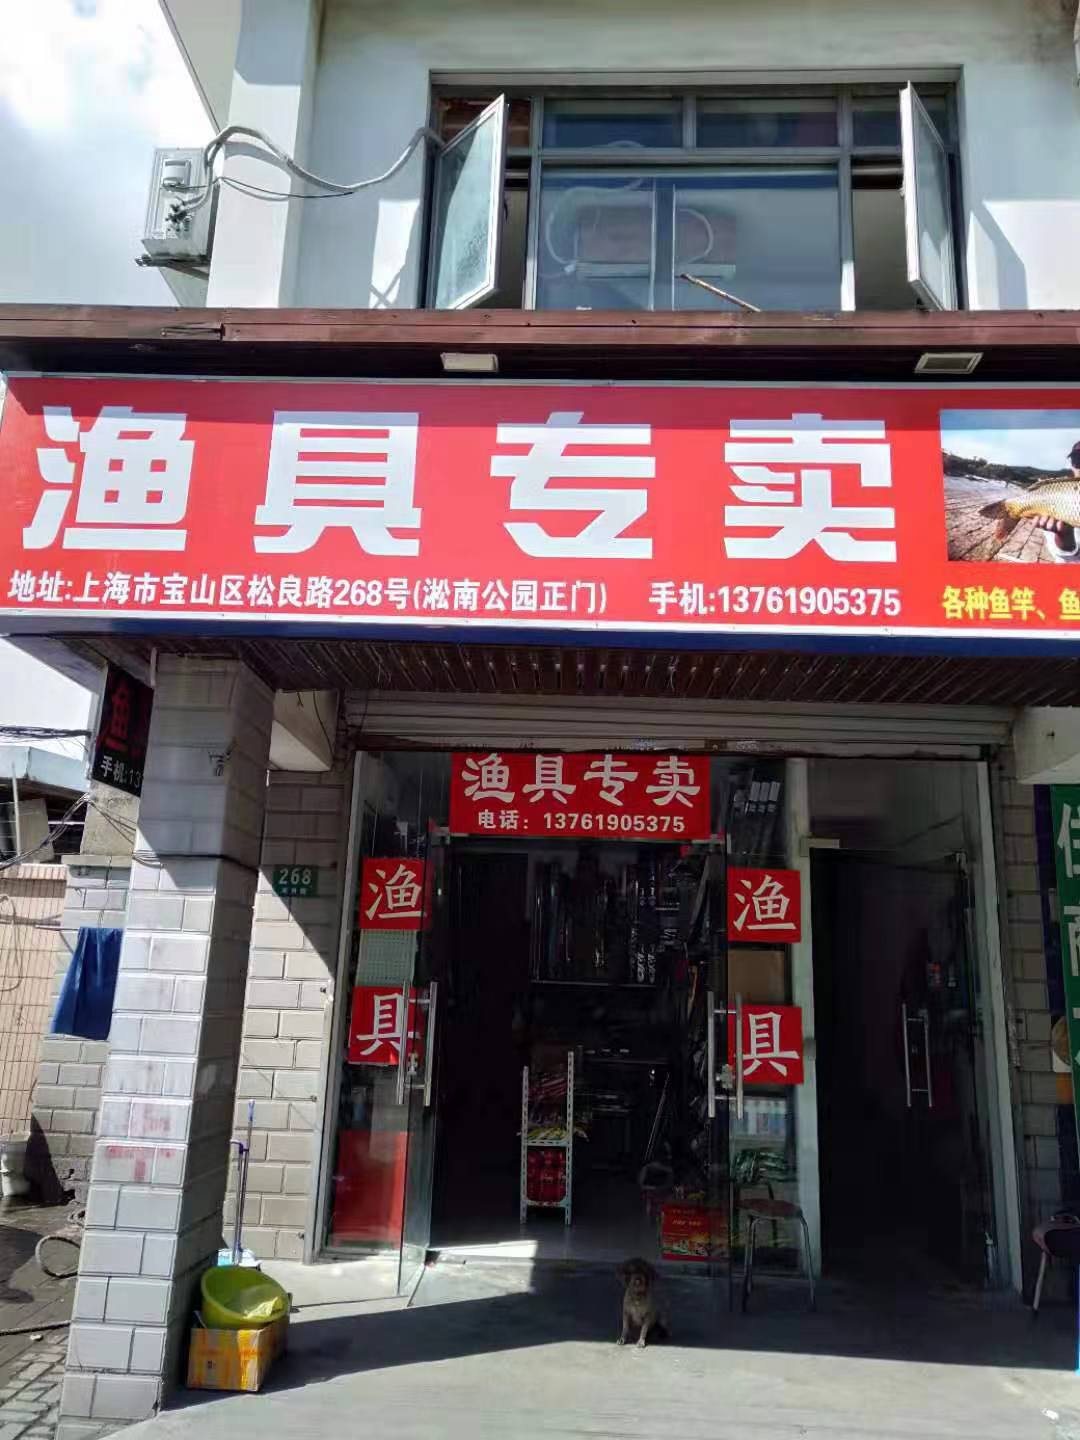 渔具专卖
地址:上海市宝山区松良路268号(淞南公园正门) 手机:13761905375
各种鱼竿、鱼
鱼
手机:13
渔具专卖
电话：13761905375
268
渔具
渔具